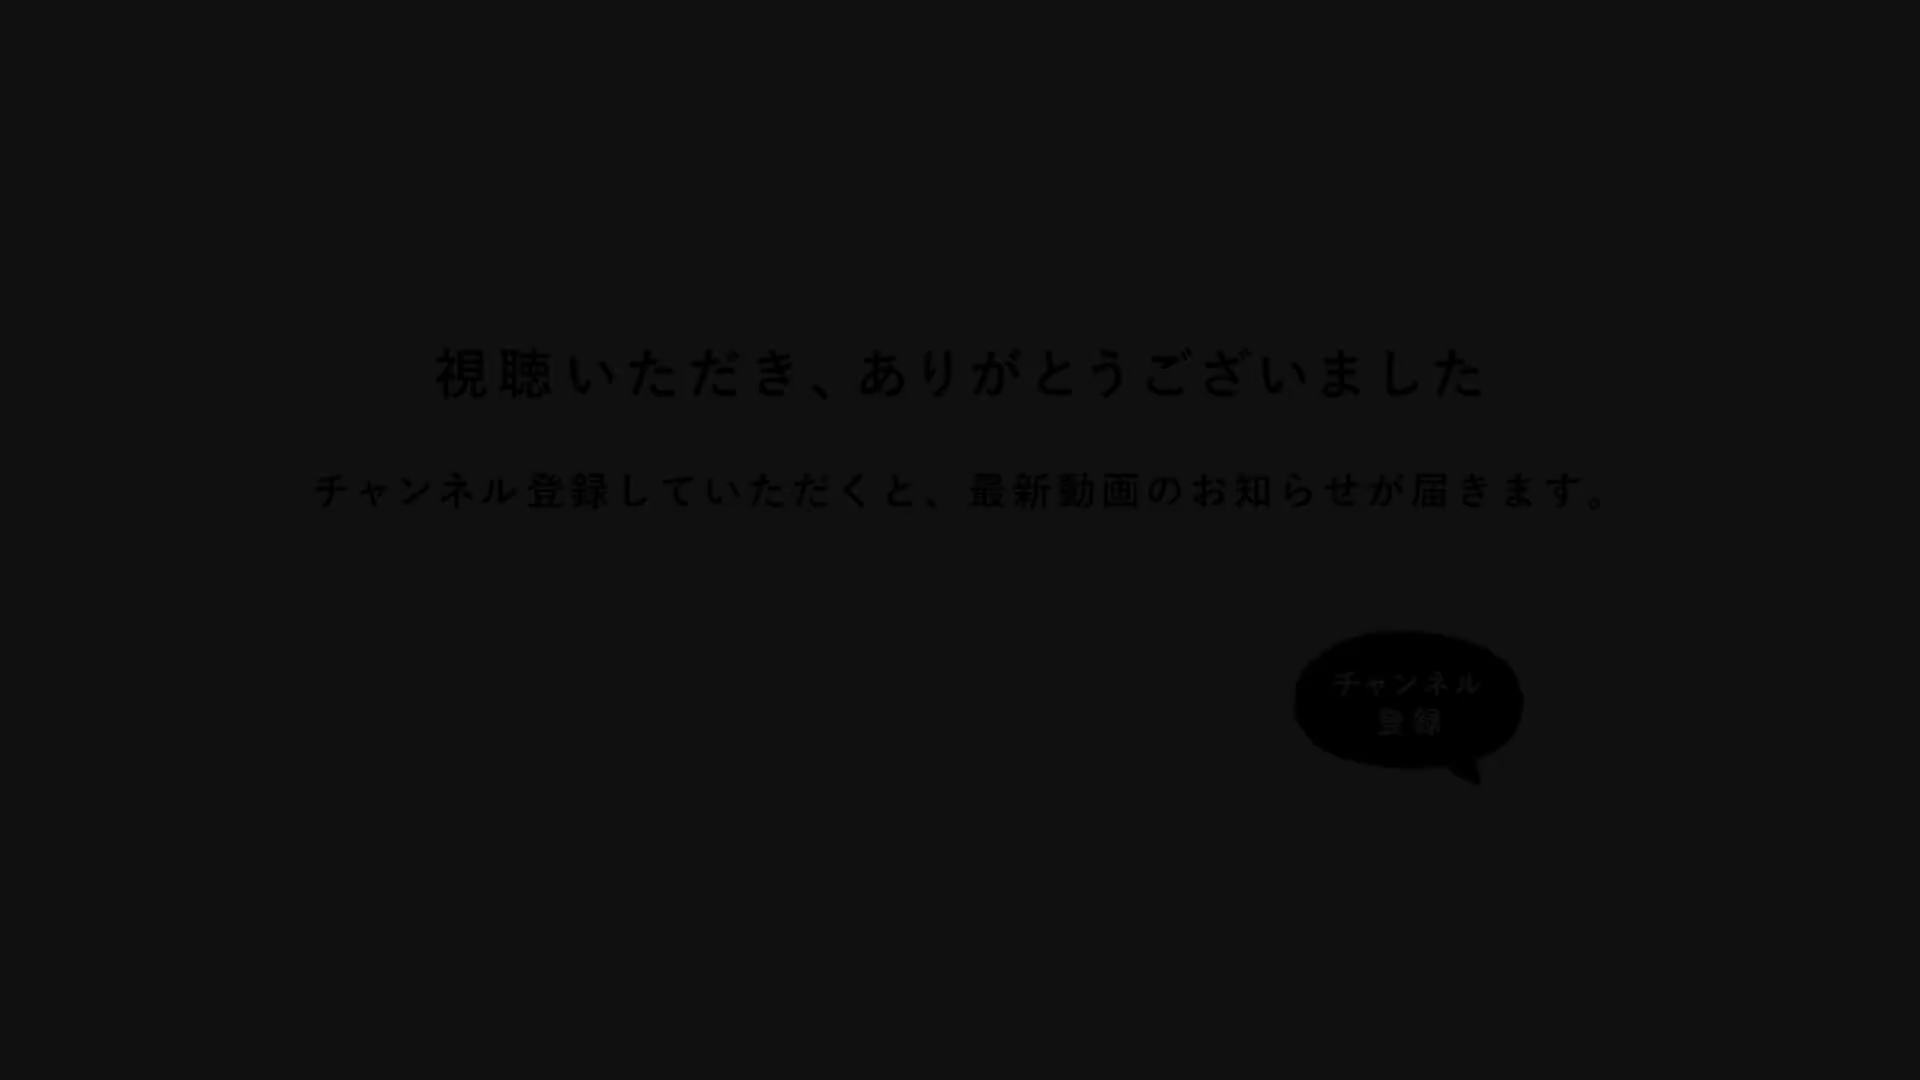 視聴いただき、ありがとうございました
チャンネル登録していただくと、最新動画のお知らせが届きます。
チャンネル
登録